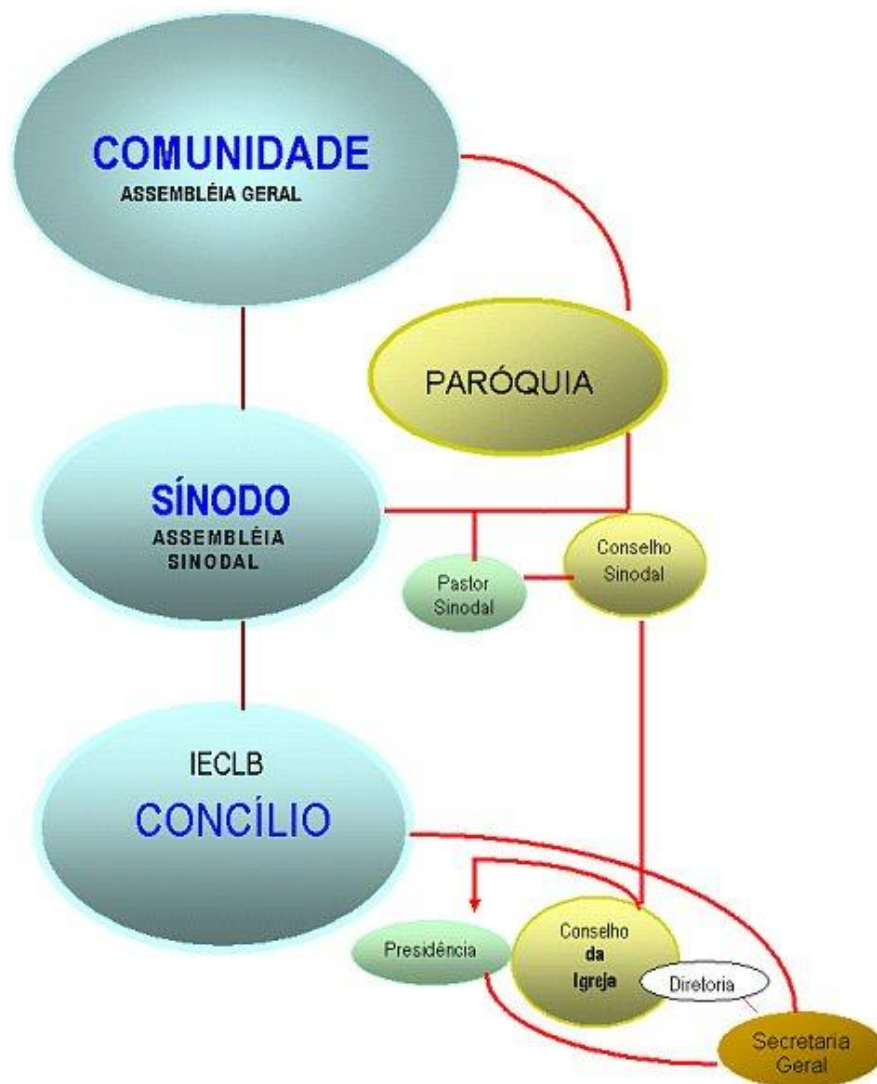 COMUNIDADE
ASSEMBLÉIA GERAL
PARÓQUIA
SÍNODO
ASSEMBLÉIA
SINODAL
Pastor
Sinodal
Conselho
Sinodal
IECLB
CONCÍLIO
Presidência
Conselho
da
Igreja
Diretoria
Secretaria
Geral